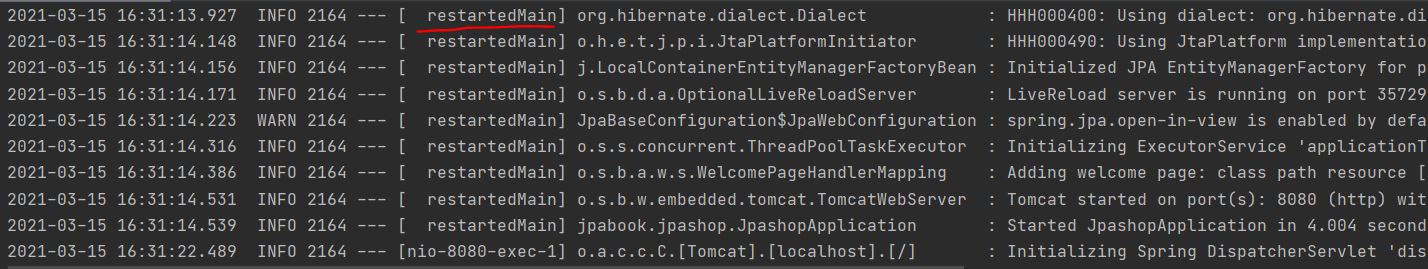 2021-03-15 16:31:13.927  INFO 2164 --- [  restartedMain] org.hibernate.dialect.Dialect            : HHH000400: Using dialect: org.hibernate.di
2021-03-15 16:31:14.148  INFO 2164 --- [  restartedMain] o.h.e.t.j.p.i.JtaPlatformInitiator       : HHH000490: Using JtaPlatform implementatio
2021-03-15 16:31:14.156  INFO 2164 --- [  restartedMain] j.LocalContainerEntityManagerFactoryBean : Initialized JPA EntityManagerFactory for p
2021-03-15 16:31:14.171  INFO 2164 --- [  restartedMain] o.s.b.d.a.OptionalLiveReloadServer       : LiveReload server is running on port 35729
2021-03-15 16:31:14.223  WARN 2164 --- [  restartedMain] JpaBaseConfiguration$JpaWebConfiguration : spring.jpa.open-in-view is enabled by defa
2021-03-15 16:31:14.316  INFO 2164 --- [  restartedMain] o.s.s.concurrent.ThreadPoolTaskExecutor  : Initializing ExecutorService 'applicationT
2021-03-15 16:31:14.386  INFO 2164 --- [  restartedMain] o.s.b.a.w.s.WelcomePageHandlerMapping    : Adding welcome page: class path resource [
2021-03-15 16:31:14.531  INFO 2164 --- [  restartedMain] o.s.b.w.embedded.tomcat.TomcatWebServer  : Tomcat started on port(s): 8080 (http) wit
2021-03-15 16:31:14.539  INFO 2164 --- [  restartedMain] jpabook.jpashop.JpashopApplication       : Started JpashopApplication in 4.004 second
2021-03-15 16:31:22.489  INFO 2164 --- [nio-8080-exec-1] o.a.c.c.C.[Tomcat].[localhost].[/]       : Initializing Spring DispatcherServlet 'dis